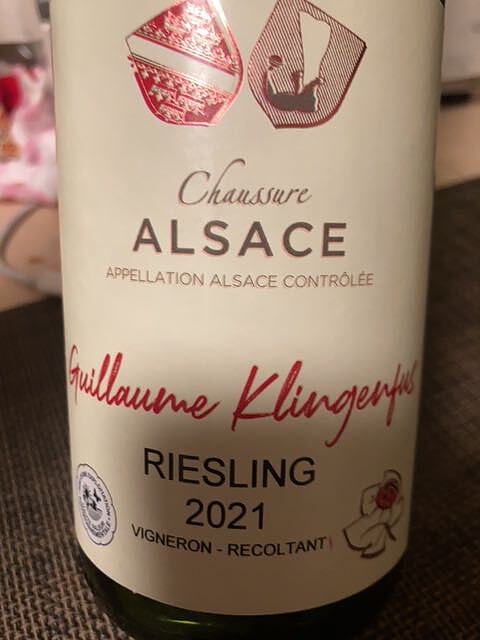 Chaussure
ALSACE
APPELLATION ALSACE CONTRÔLÉE
Guillaume Klingenfus
RIESLING
2021
VIGNERON - RECOLTANT